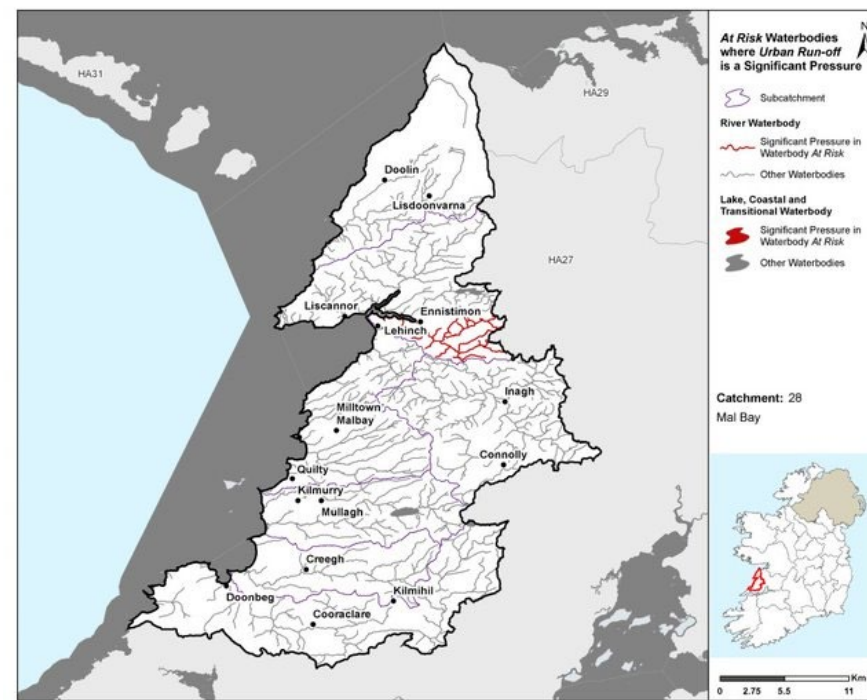 At Risk Waterbodies
where Urban Run-off
is a Significant Pressure
N
Subcatchment
River Waterbody
Significant Pressure in
Waterbody At Risk
Other Waterbodies
Lake, Coastal and
Transitional Waterbody
Significant Pressure in
Waterbody At Risk
Other Waterbodies
Catchment: 28
Mal Bay
Km
0 2.75 5.5 11
HA31
HA29
HA27
Doolin
Lisdoonvarna
Liscannor
Ennistimon
Lehinch
Inagh
Milltown
Malbay
Connolly
Quilty
Kilmurry
Mullagh
Creegh
Doonbeg
Kilmihil
Cooraclare